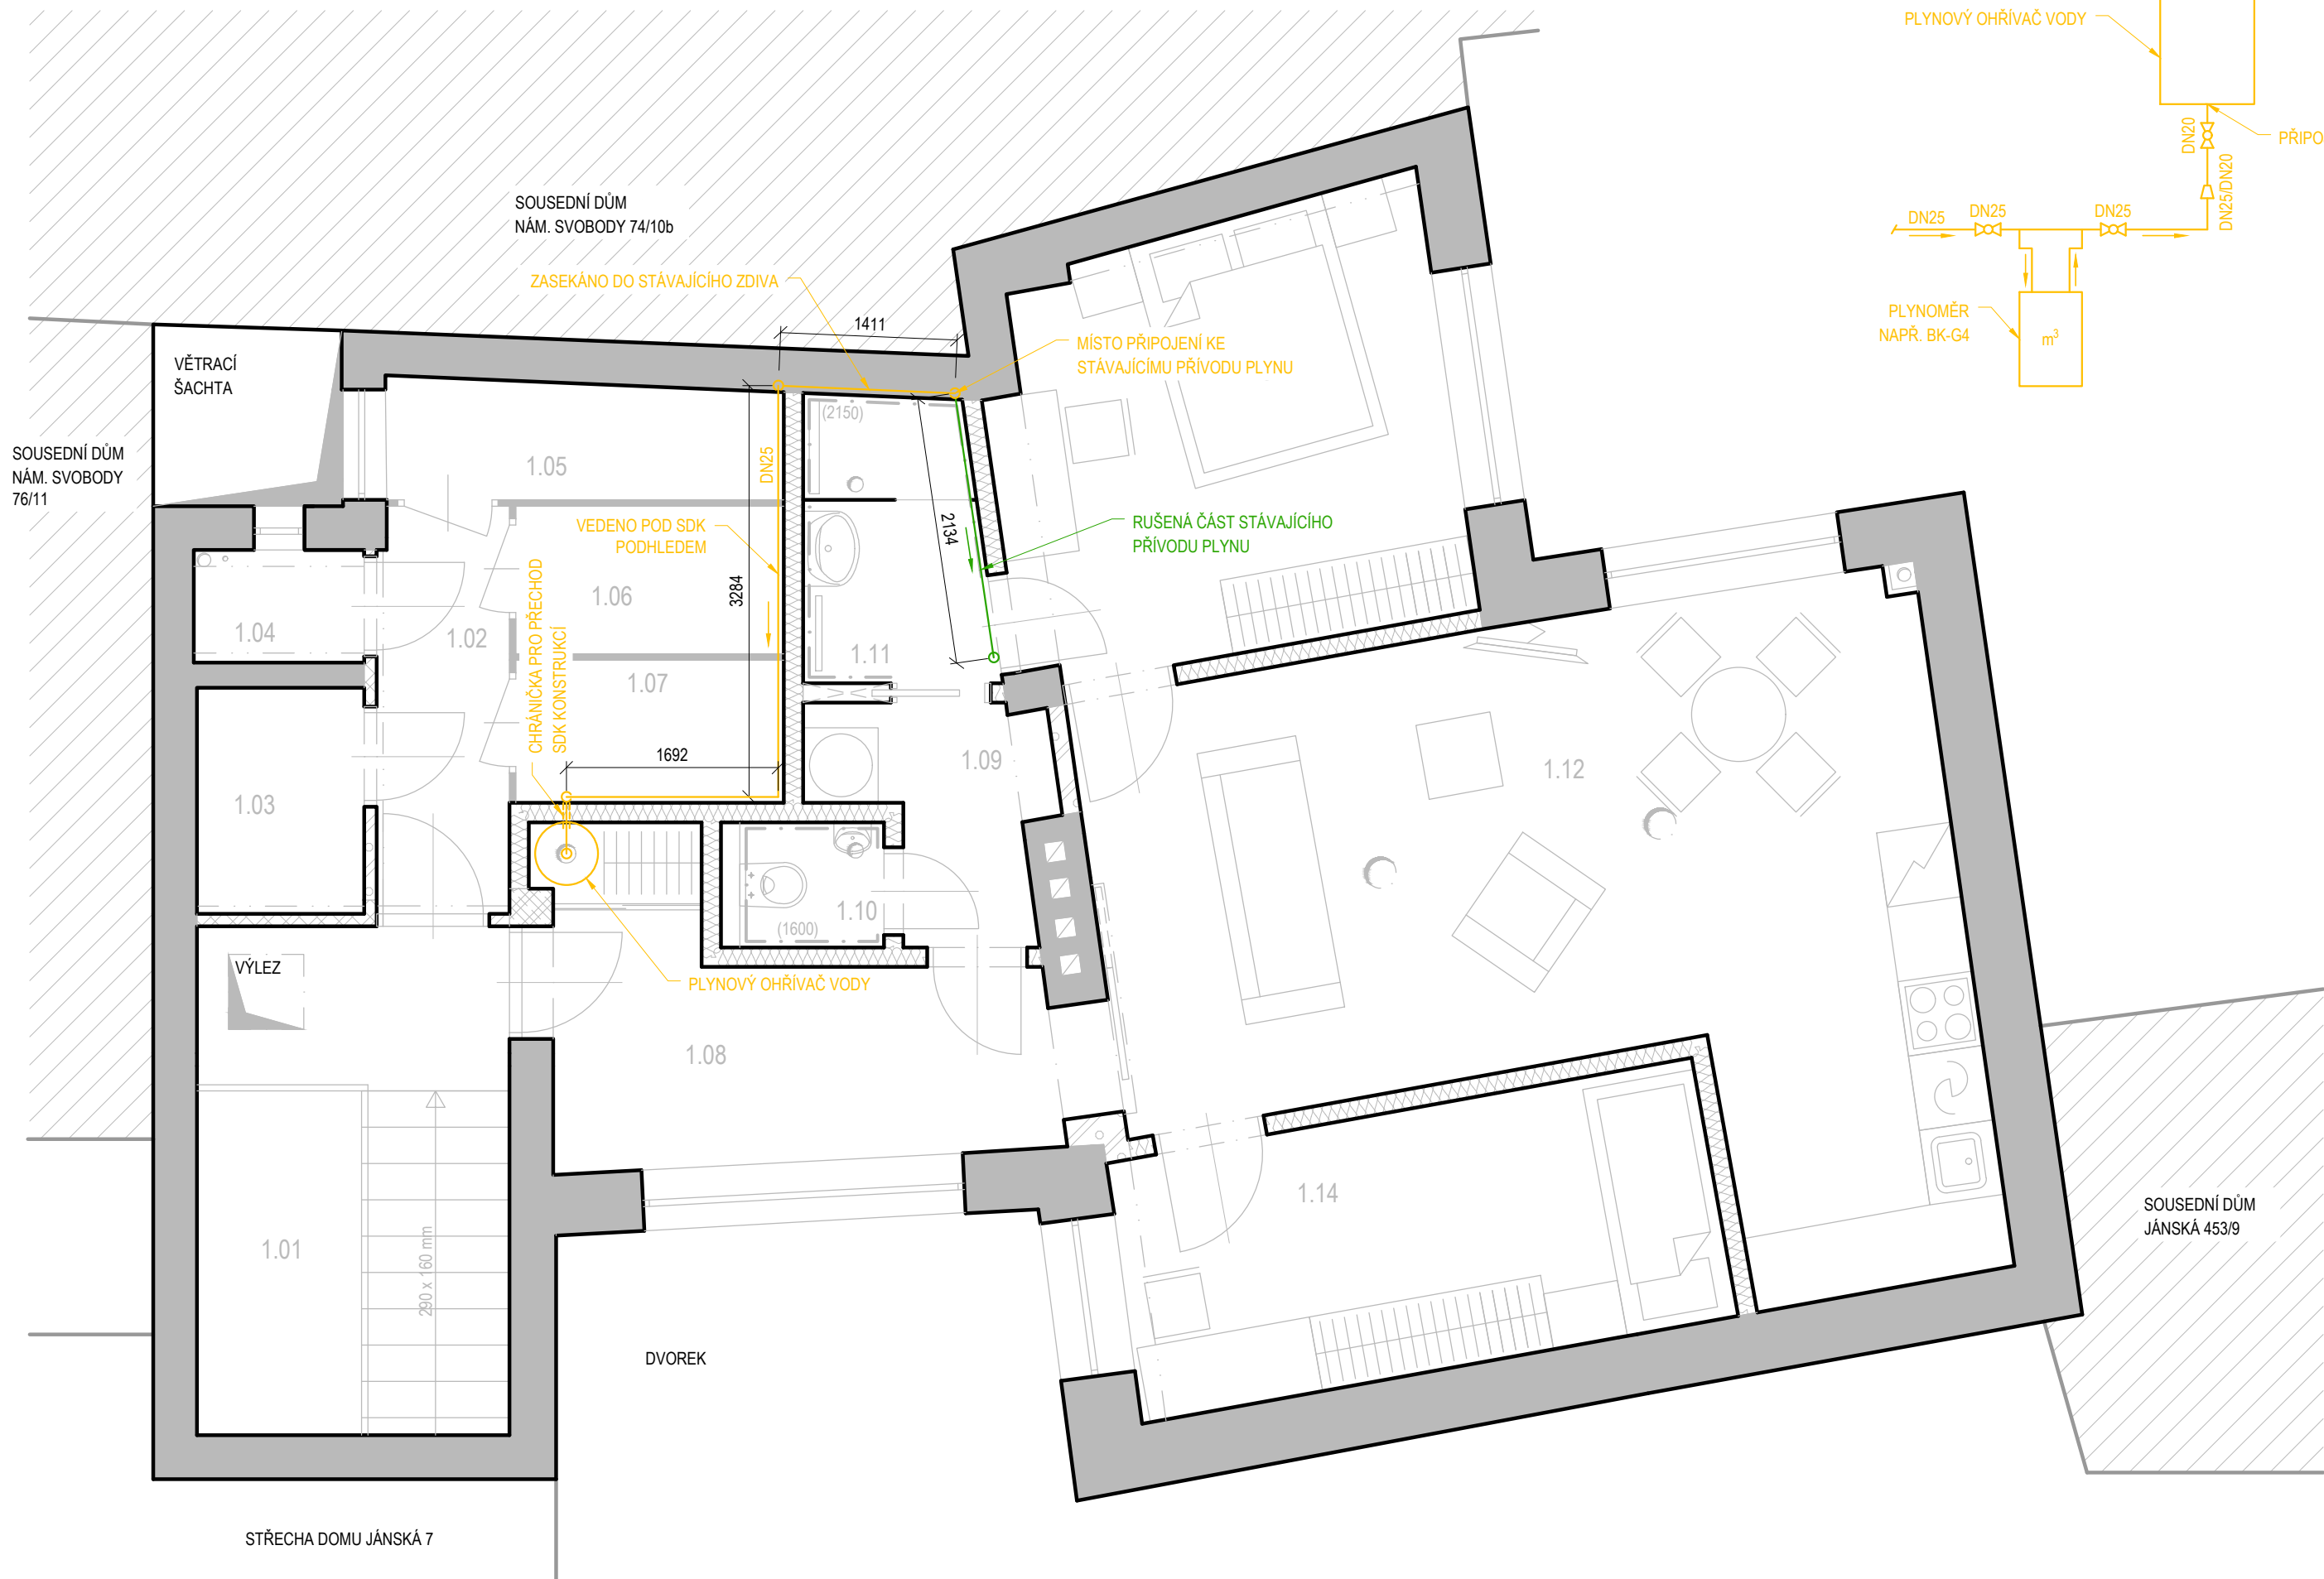 PLYNOVÝ OHŘÍVAČ VODY
DN20
PŘIPO
DN25/DN20
DN25
DN25
DN25
PLYNOMĚR
NAPŘ. BK-G4
m³
SOUSEDNÍ DŮM
NÁM. SVOBODY 74/10b
ZASEKÁNO DO STÁVAJÍCÍHO ZDIVA
1411
MÍSTO PŘIPOJENÍ KE
STÁVAJÍCÍMU PŘÍVODU PLYNU
VĚTRACÍ
ŠACHTA
SOUSEDNÍ DŮM
NÁM. SVOBODY
76/11
(2150)
1.05
DN25
2134
VEDENO POD SDK
PODHLEDEM
RUŠENÁ ČÁST STÁVAJÍCÍHO
PŘÍVODU PLYNU
3284
1.06
1.04
1.02
1.11
1.07
CHRÁNIČKA PRO PŘECHOD
SDK KONSTRUKCÍ
1692
1.09
1.12
1.03
1.10
(1600)
VÝLEZ
PLYNOVÝ OHŘÍVAČ VODY
1.08
1.14
1.01
290 x 160 mm
SOUSEDNÍ DŮM
JÁNSKÁ 453/9
DVOREK
STŘECHA DOMU JÁNSKÁ 7